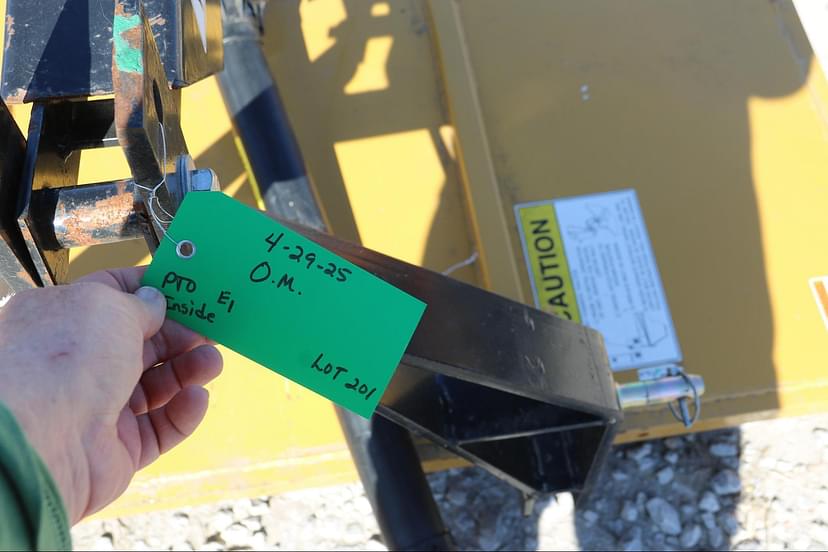 4-29-25
O.M.
PTO E1
Inside
LOT 201
CAUTION